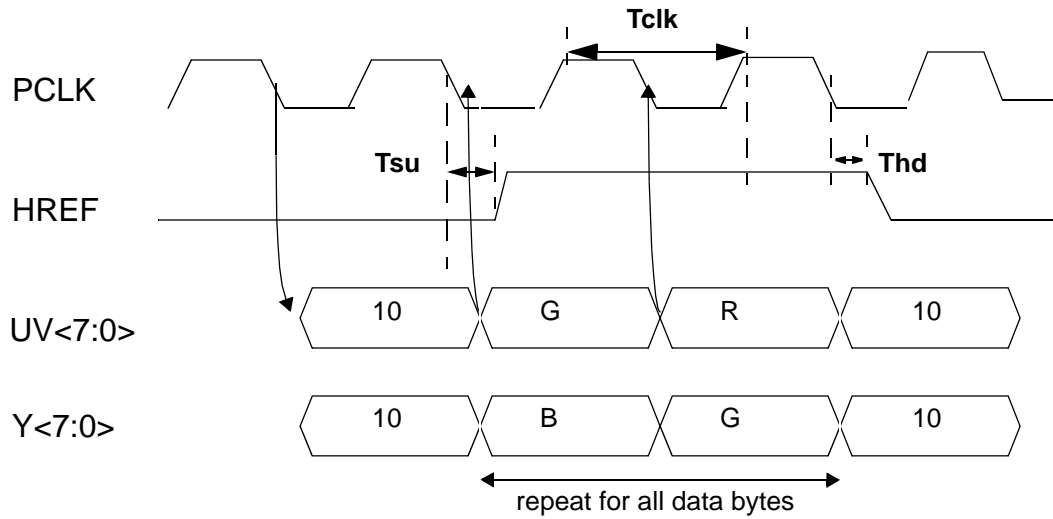 Tclk
PCLK
Tsu
Thd
HREF
UV<7:0>
10
G
R
10
Y<7:0>
10
B
G
10
repeat for all data bytes